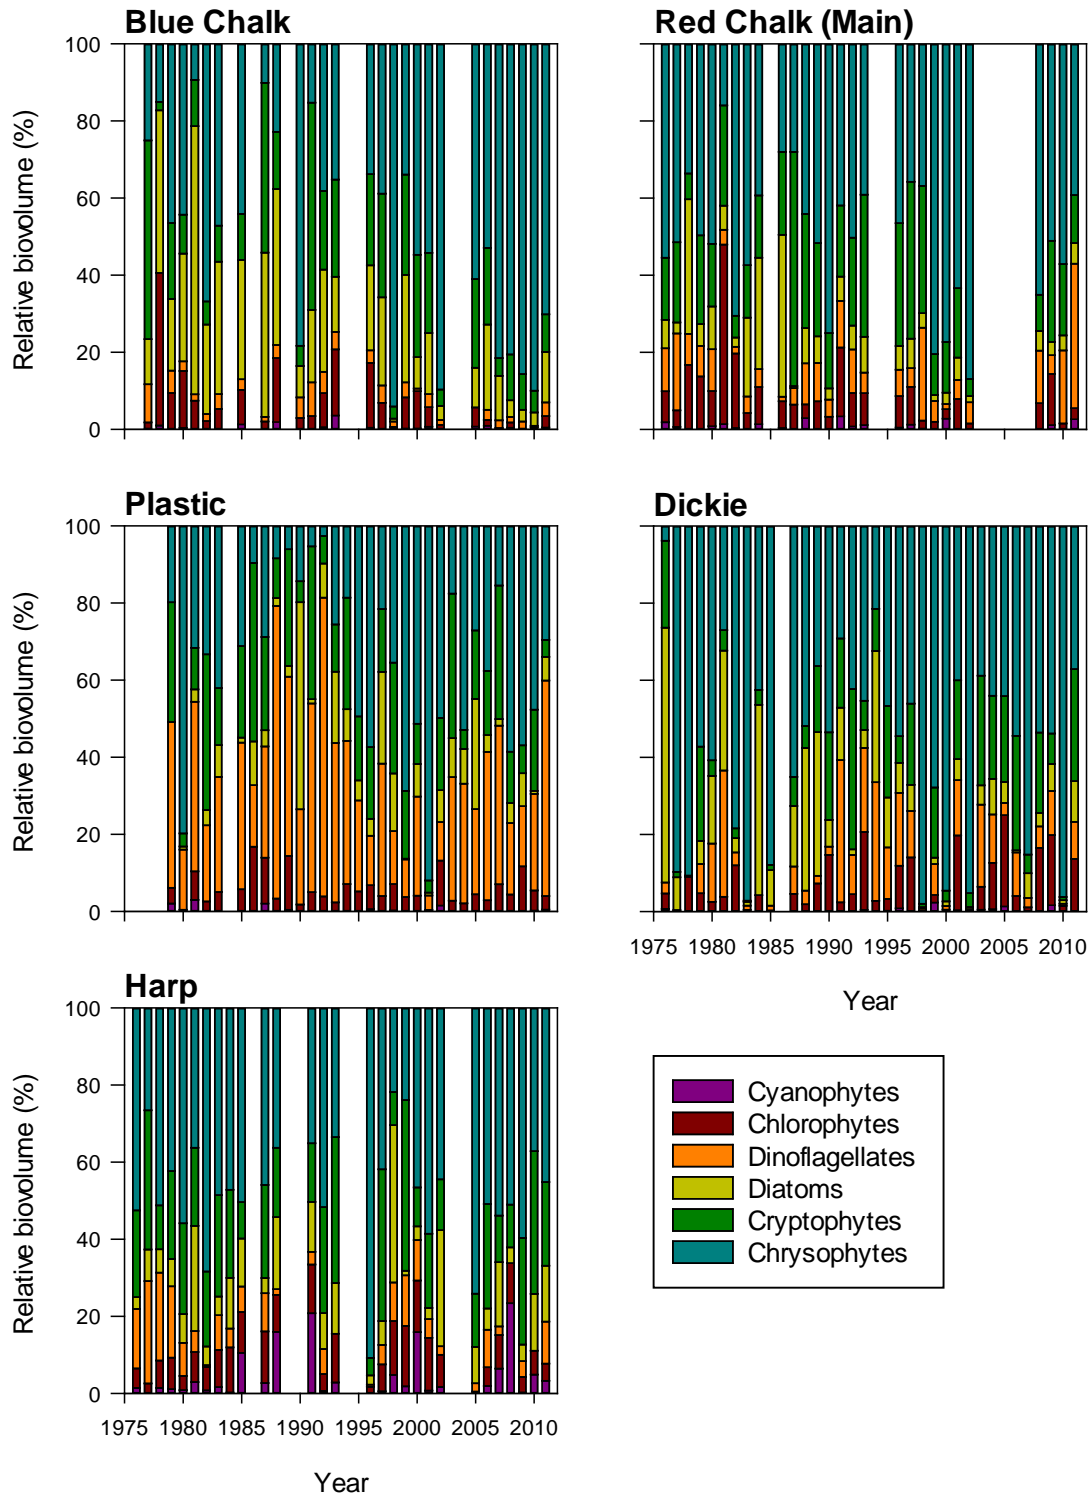 Blue Chalk
Red Chalk (Main)
Relative biovolume (%)
100
80
60
40
20
0
Plastic
Dickie
Relative biovolume (%)
100
80
60
40
20
0
1975 1980 1985 1990 1995 2000 2005 2010
Year
Harp
Relative biovolume (%)
100
80
60
40
20
0
1975 1980 1985 1990 1995 2000 2005 2010
Year
Cyanophytes
Chlorophytes
Dinoflagellates
Diatoms
Cryptophytes
Chrysophytes